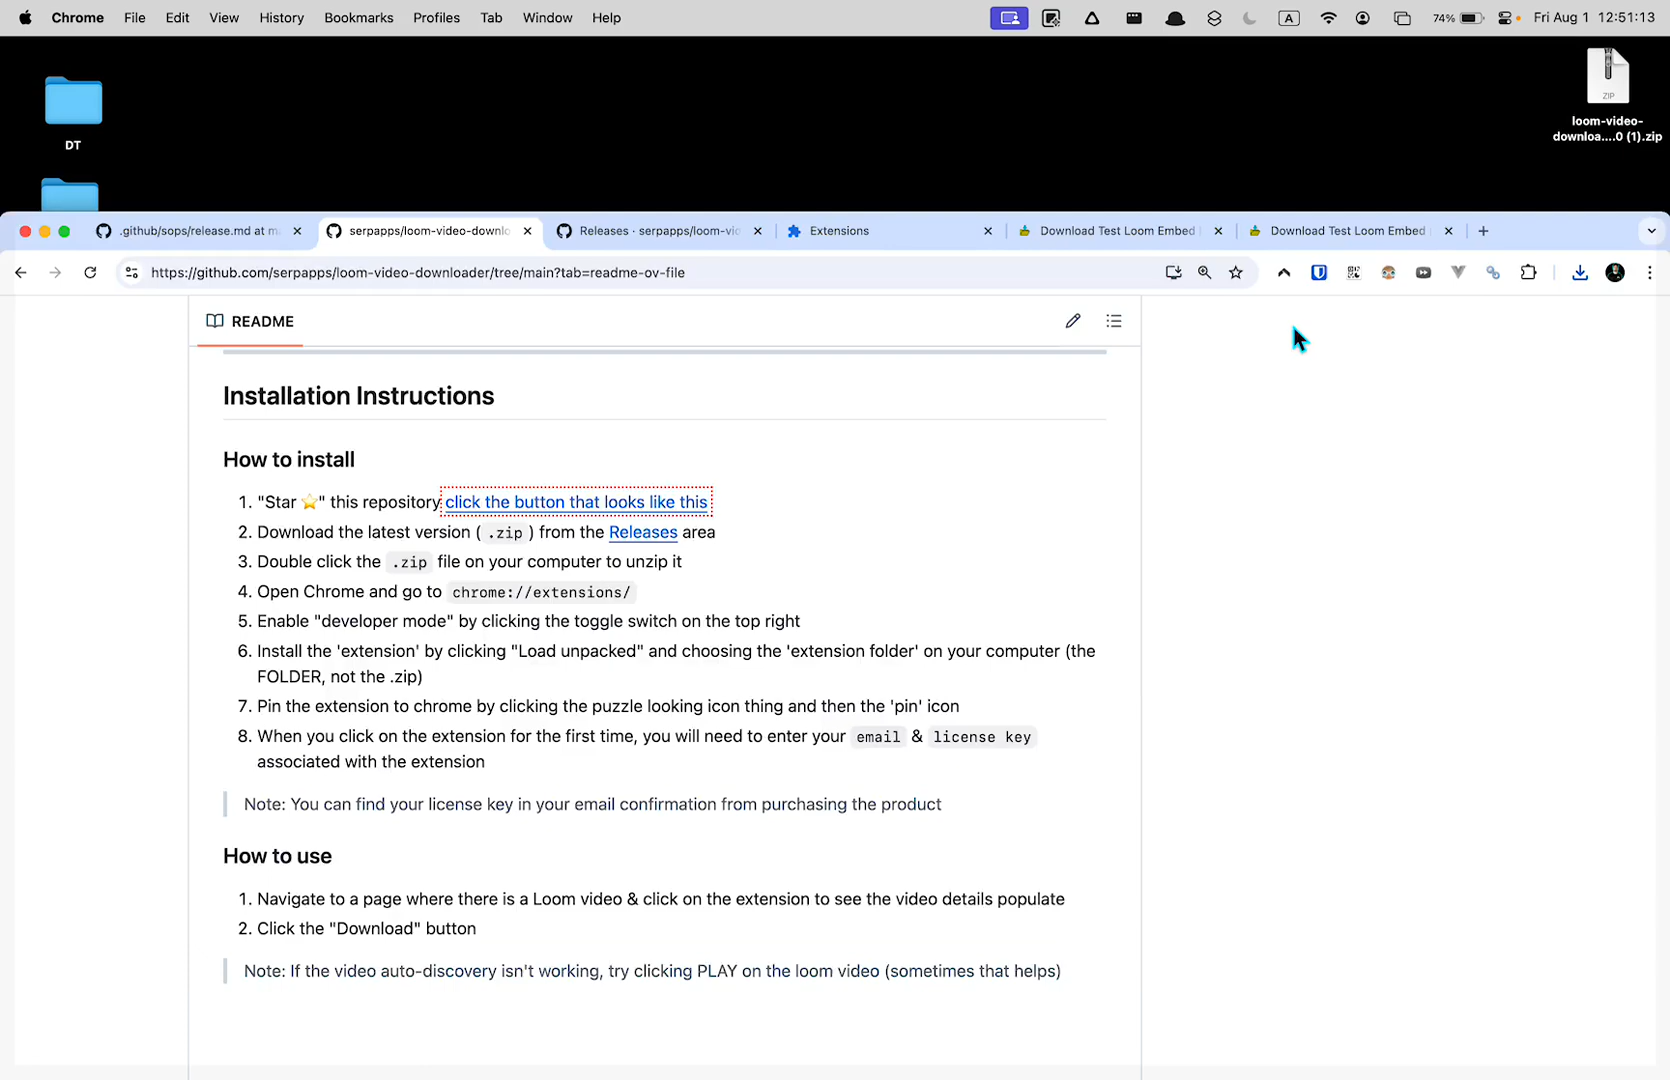 Chrome File Edit View History Bookmarks Profiles Tab Window Help A 74% Fri Aug 1 12:51:13
DT
ZIP
loom-video-
downloa....0 (1).zip
.github/sops/release.md at m
serpapps/loom-video-downlo
Releases · serpapps/loom-vid
Extensions
Download Test Loom Embed
Download Test Loom Embed
https://github.com/serpapps/loom-video-downloader/tree/main?tab=readme-ov-file
README
Installation Instructions
How to install
1. "Star ⭐" this repository click the button that looks like this
2. Download the latest version ( .zip ) from the Releases area
3. Double click the .zip file on your computer to unzip it
4. Open Chrome and go to chrome://extensions/
5. Enable "developer mode" by clicking the toggle switch on the top right
6. Install the 'extension' by clicking "Load unpacked" and choosing the 'extension folder' on your computer (the
FOLDER, not the .zip)
7. Pin the extension to chrome by clicking the puzzle looking icon thing and then the 'pin' icon
8. When you click on the extension for the first time, you will need to enter your email & license key
associated with the extension
Note: You can find your license key in your email confirmation from purchasing the product
How to use
1. Navigate to a page where there is a Loom video & click on the extension to see the video details populate
2. Click the "Download" button
Note: If the video auto-discovery isn't working, try clicking PLAY on the loom video (sometimes that helps)